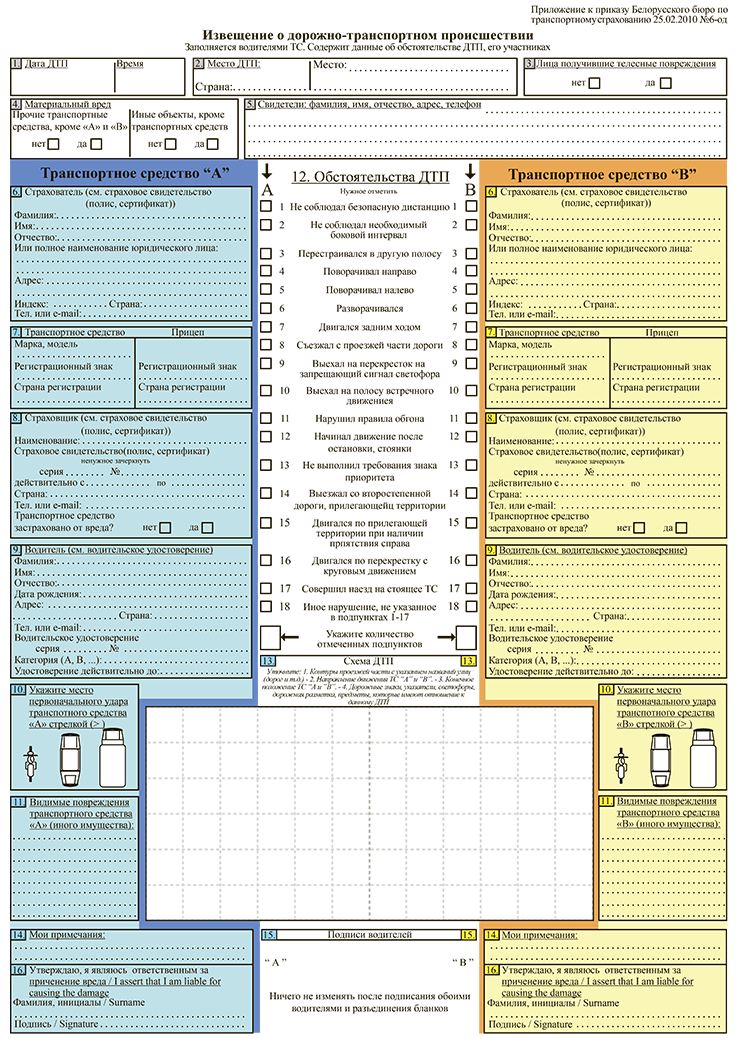 Приложение к приказу Белорусского бюро по
транспортному страхованию 25.02.2010 №6-од
Извещение о дорожно-транспортном происшествии
Заполняется водителями ТС. Содержит данные об обстоятельстве ДТП, его участниках
1. Дата ДТП Время
2. Место ДТП: Место:
Страна:
3. Лица получившие телесные повреждения
нет да
4. Материальный вред
Прочие транспортные средства, кроме «А» и «В»
нет да
Иные объекты, кроме транспортных средств
нет да
5. Свидетели: фамилия, имя, отчество, адрес, телефон
Транспортное средство “А”
6. Страхователь (см. страховое свидетельство
(полис, сертификат))
Фамилия:
Имя:
Отчество:
Или полное наименование юридического лица:
Адрес:
Индекс: Страна:
Тел. или e-mail:
7. Транспортное средство Прицеп
Марка, модель
Регистрационный знак Регистрационный знак
Страна регистрации Страна регистрации
8. Страховщик (см. страховое свидетельство
(полис, сертификат))
Наименование:
Страховое свидетельство(полис, сертификат)
ненужное зачеркнуть
серия №
действительно с по
Страна:
Тел. или e-mail:
Транспортное средство
застраховано от вреда? нет да
9. Водитель (см. водительское удостоверение)
Фамилия:
Имя:
Отчество:
Дата рождения:
Адрес:
Страна:
Тел. или e-mail:
Водительское удостоверение
серия №
Категория (А, В, ...):
Удостоверение действительно до:
10. Укажите место
первоначального удара
транспотного средства
«А» стрелкой (> )
11. Видимые повреждения
транспортного средства
«А» (иного имущества):
А 12. Обстоятельства ДТП В
Нужное отметить
1 Не соблюдал безопасную дистанцию 1
2 Не соблюдал необходимый 2
боковой интервал
3 Перестраивался в другую полосу 3
4 Поворачивал направо 4
5 Поворачивал налево 5
6 Разворачивался 6
7 Двигался задним ходом 7
8 Съезжал с проезжей части дороги 8
9 Выехал на перекресток на 9
запрещающий сигнал светофора
10 Выехал на полосу встречного 10
движениея
11 Нарушил правила обгона 11
12 Начинал движение после 12
остановки, стоянки
13 Не выполнил требования знака 13
приоритета
14 Выезжал со второстепенной 14
дороги, прилегающейц территории
15 Двигался по прилегающей 15
территории при наличии
прпятствия справа
16 Двигался по перекрестку с 16
круговым движением
17 Совершил наезд на стоящее ТС 17
18 Иное нарушение, не указанное 18
в подпунктах 1-17
Укажите количество
отмеченных подпунктов
13 Схема ДТП 13.
Уточните: 1. Контуры проезжей части с указанием названий улиц
(дорог и т.д.) - 2. Направление движения ТС “А” и “В”. - 3. Конечное
положение ТС “А и “В”. - 4. Дорожные знаки, указатели, светофоры,
дорожная разметка, предметы, которые имеют отношение к
данному ДТП
Транспортное средство “В”
6. Страхователь (см. страховое свидетельство
(полис, сертификат))
Фамилия:
Имя:
Отчество:
Или полное наименование юридического лица:
Адрес:
Индекс: Страна:
Тел. или e-mail:
7. Транспортное средство Прицеп
Марка, модель
Регистрационный знак Регистрационный знак
Страна регистрации Страна регистрации
8. Страховщик (см. страховое свидетельство
(полис, сертификат))
Наименование:
Страховое свидетельство(полис, сертификат)
ненужное зачеркнуть
серия №
действительно с по
Страна:
Тел. или e-mail:
Транспортное средство
застраховано от вреда? нет да
9. Водитель (см. водительское удостоверение)
Фамилия:
Имя:
Отчество:
Дата рождения:
Адрес:
Страна:
Тел. или e-mail:
Водительское удостоверение
серия №
Категория (А, В, ...):
Удостоверение действительно до:
10. Укажите место
первоначального удара
транспотного средства
«В» стрелкой (> )
11. Видимые повреждения
транспортного средства
«В» (иного имущества):
14. Мои примечания:
16. Утверждаю, я являюсь ответственным за
приченение вреда / I assert that I am liable for
causing the damage
Фамилия, инициалы / Surname
Подпись / Signature
15. Подписи водителей 15.
“ А ” “ В ”
Ничего не изменять после подписания обоими
водителями и разъединения бланков
14. Мои примечания:
16. Утверждаю, я являюсь ответственным за
приченение вреда / I assert that I am liable for
causing the damage
Фамилия, инициалы / Surname
Подпись / Signature